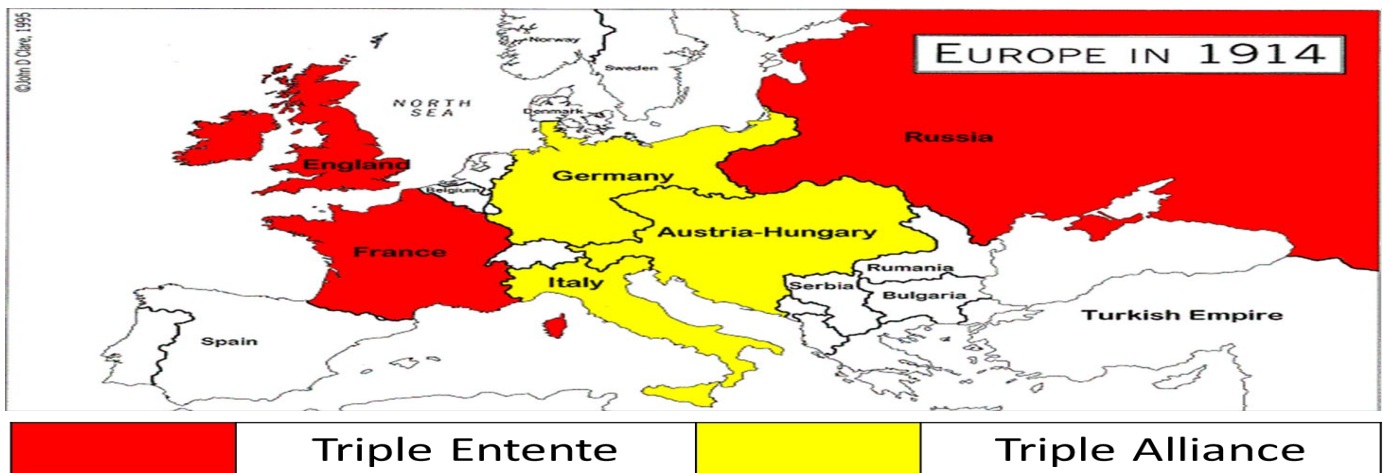 ©John D Clare, 1995
EUROPE IN 1914
Norway
Sweden
NORTH
SEA
Denmark
Russia
England
Germany
Belgium
Austria-Hungary
France
Rumania
Italy
Serbia
Bulgaria
Turkish Empire
Spain
Triple Entente
Triple Alliance